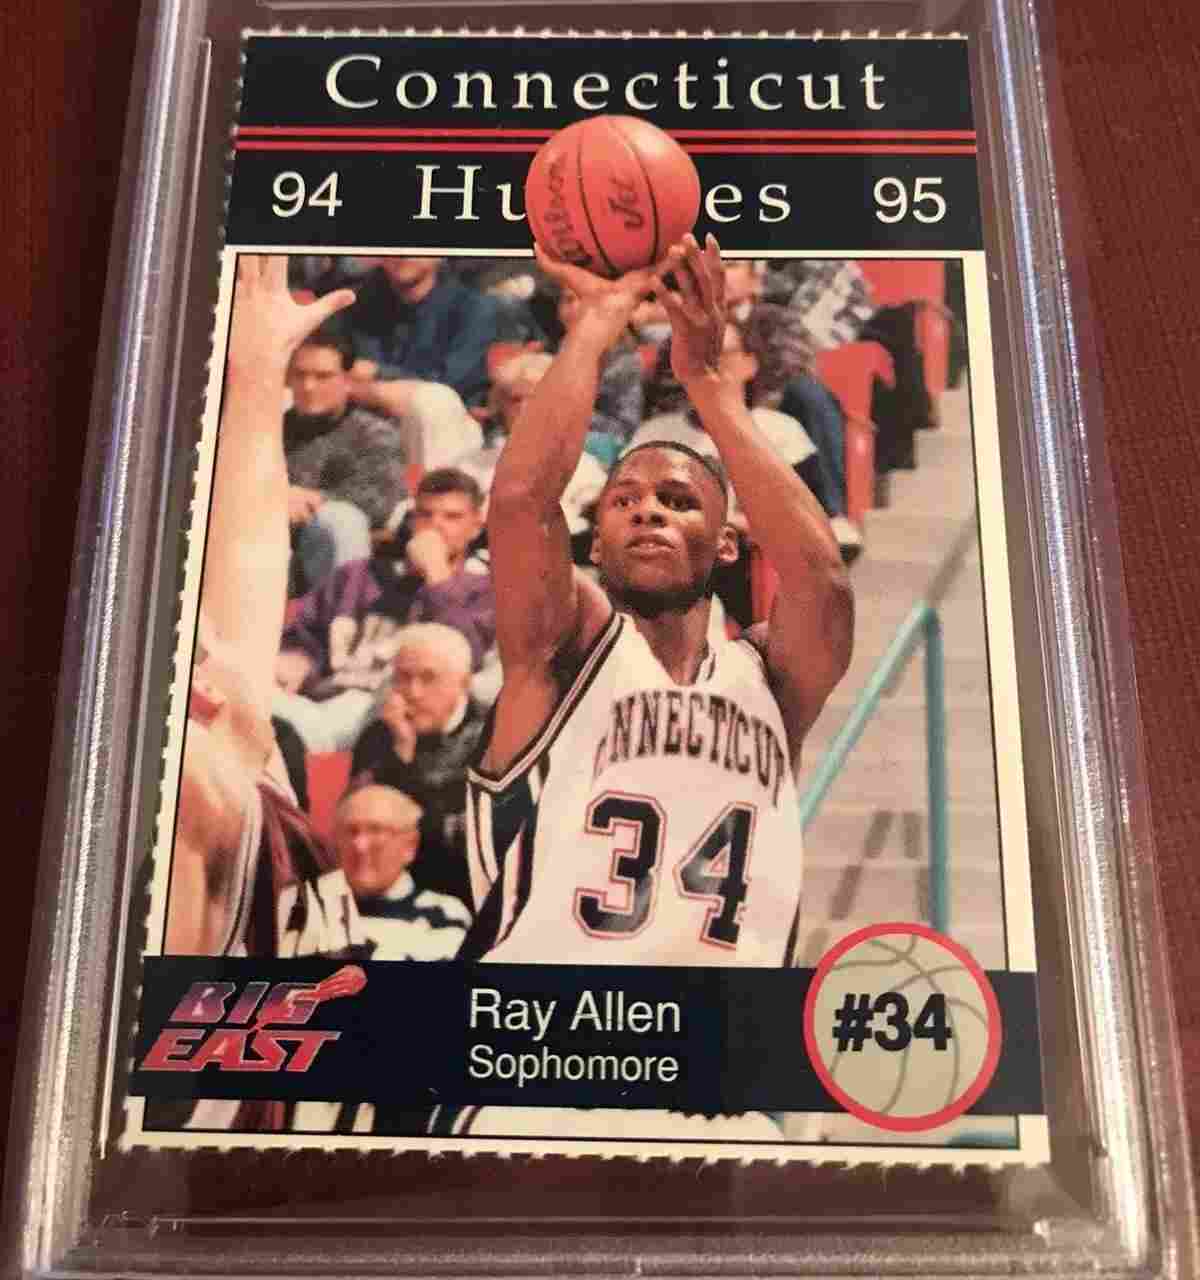 Connecticut
94 Hu es 95
Wilson
Jet
NNECTICUT
34
BIG
EAST
Ray Allen
Sophomore
#34